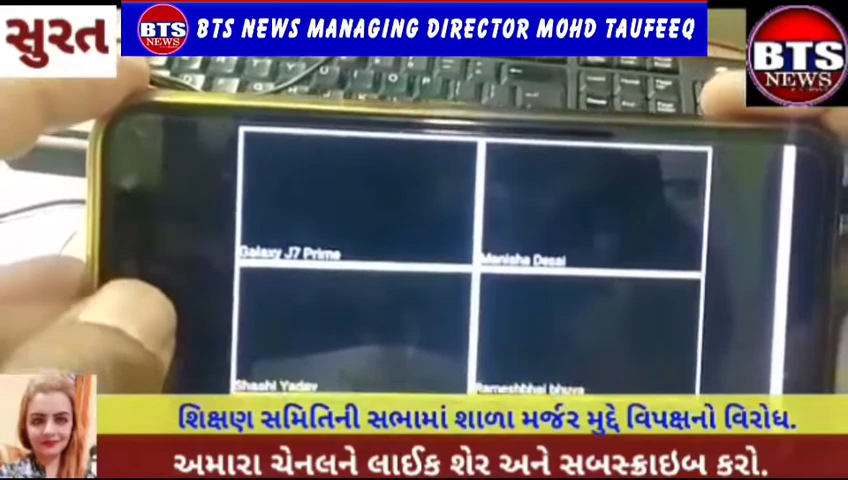 સુરત
BTS NEWS
BTS NEWS MANAGING DIRECTOR MOHD TAUFEEQ
BTS
NEWS
Galaxy J7 Prime
Manisha Desai
Shashi Yadav
Rameshbhai bhuva
શિક્ષણ સમિતિની સભામાં શાળા મર્જર મુદ્દે વિપક્ષનો વિરોધ.
અમારા ચેનલને લાઈક શેર અને સબસ્ક્રાઇબ કરો.